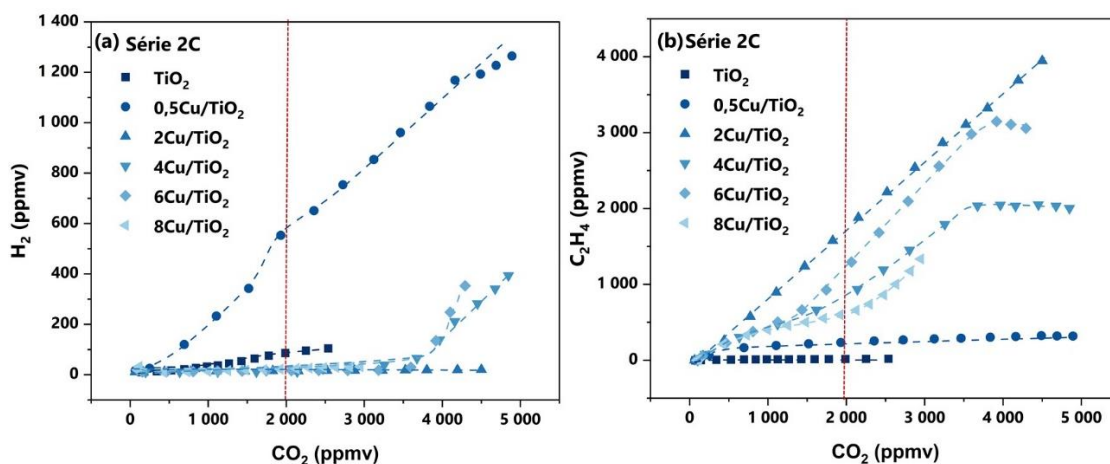 (a) Série 2C
TiO2
0,5Cu/TiO2
2Cu/TiO2
4Cu/TiO2
6Cu/TiO2
8Cu/TiO2
H2 (ppmv)
1 400
1 200
1 000
800
600
400
200
0
0 1 000 2 000 3 000 4 000 5 000
CO2 (ppmv)
(b) Série 2C
TiO2
0,5Cu/TiO2
2Cu/TiO2
4Cu/TiO2
6Cu/TiO2
8Cu/TiO2
C2H4 (ppmv)
4 000
3 000
2 000
1 000
0
0 1 000 2 000 3 000 4 000 5 000
CO2 (ppmv)